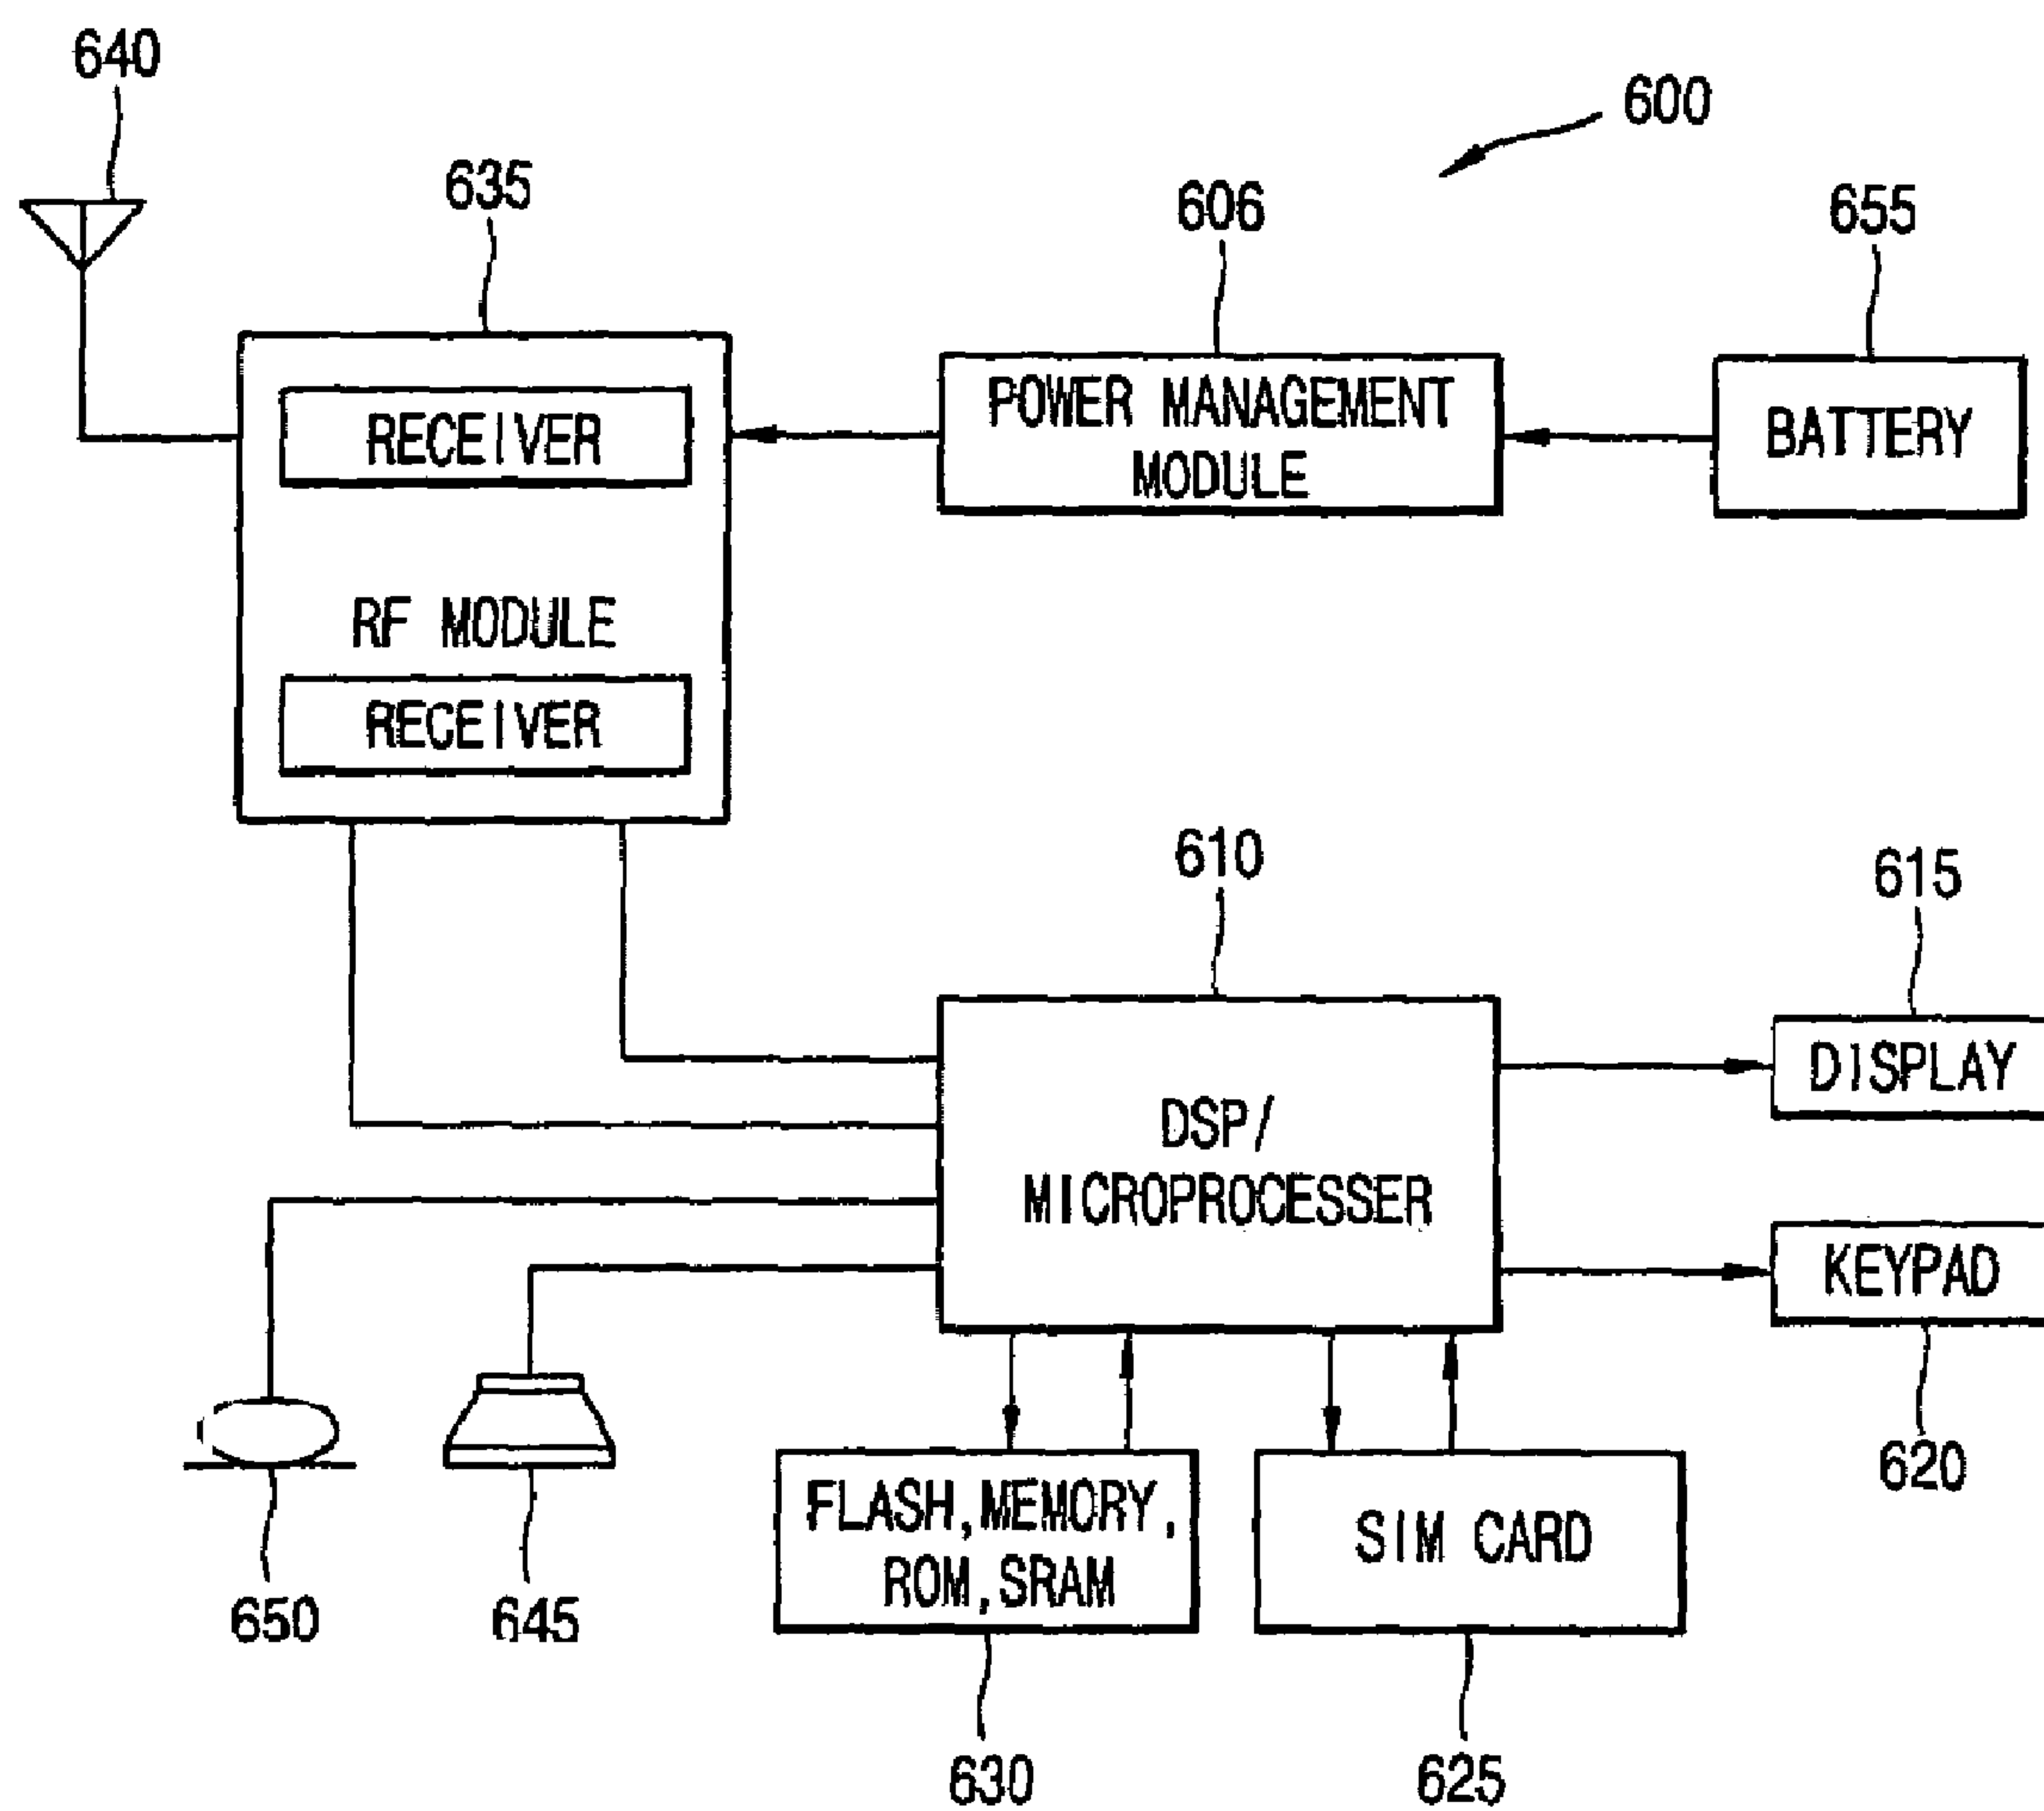 640
600
635
606
655
RECEIVER
POWER MANAGEMENT
MODULE
BATTERY
RF MODULE
RECEIVER
610
615
DISPLAY
DSP/
MICROPROCESSER
KEYPAD
620
FLASH,MEMORY,
ROM,SRAM
SIM CARD
650
645
630
625